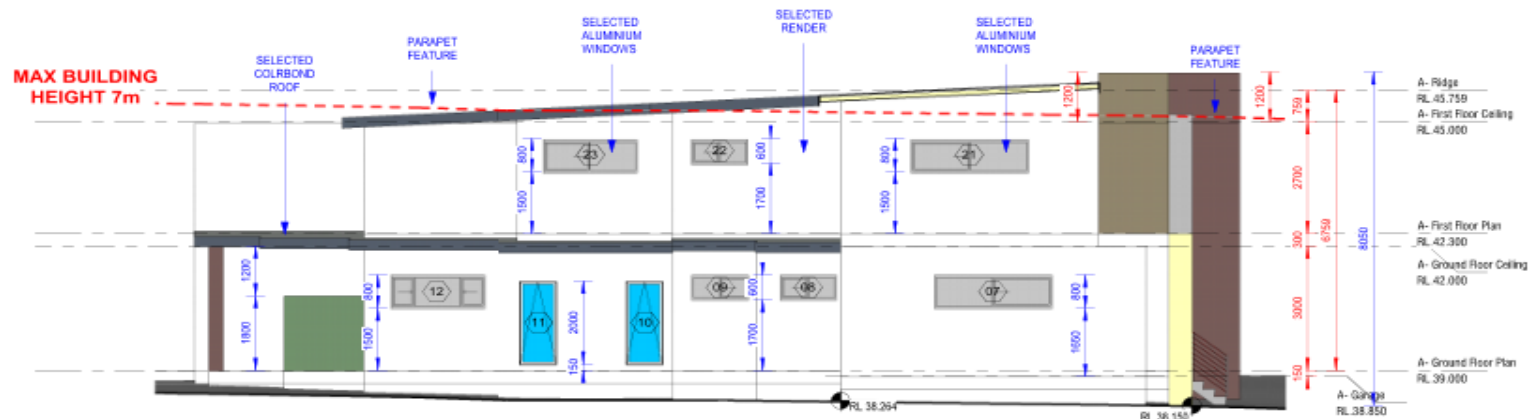 MAX BUILDING
HEIGHT 7m
SELECTED
COLRBOND
ROOF
PARAPET
FEATURE
SELECTED
ALUMINIUM
WINDOWS
SELECTED
RENDER
SELECTED
ALUMINIUM
WINDOWS
PARAPET
FEATURE
1200
1200
759
A- Ridge
RL 45.759
A- First Floor Ceiling
RL 45.000
800
23
1500
22
600
1700
800
21
1500
2700
A- First Floor Plan
RL 42.300
300
6759
8050
A- Ground Floor Ceiling
RL 42.000
1200
1800
800
12
1500
11
2000
150
10
09
08
600
1700
07
800
1650
3000
150
A- Ground Floor Plan
RL 39.000
A- Garage
RL 38.850
RL 38.264
RL 38.150